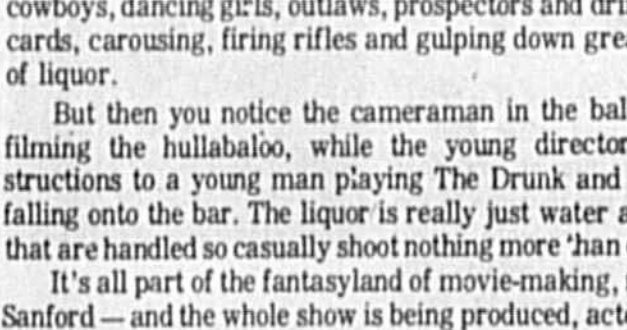 cowboys, dancing girls, outlaws, prospectors and
cards, carousing, firing rifles and gulping down
of liquor.
But then you notice the cameraman in the
filming the hullabaloo, while the young director
structions to a young man playing The Drunk and
falling onto the bar. The liquor is really just water
that are handled so casually shoot nothing more 'han
It's all part of the fantasyland of movie-making,
Sanford — and the whole show is being produced,